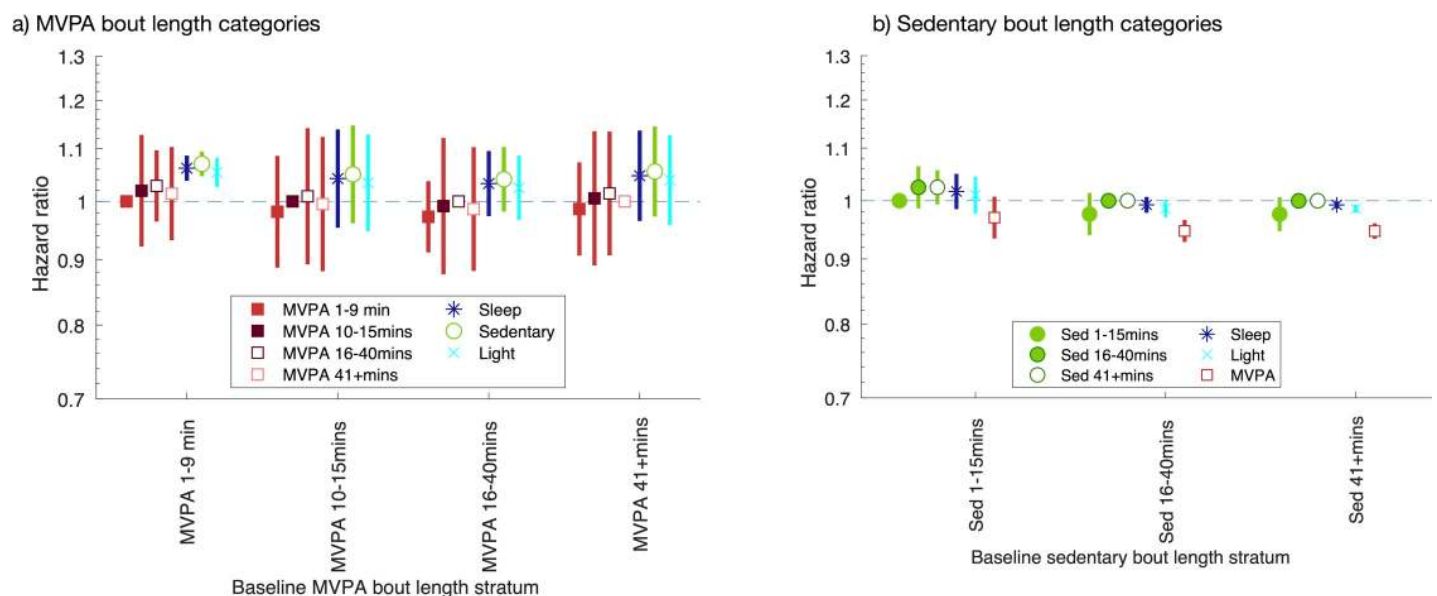 a) MVPA bout length categories
Hazard ratio
1.3
1.2
1.1
1
0.9
0.8
0.7
MVPA 1-9 min
MVPA 10-15mins
MVPA 16-40mins
MVPA 41+mins
Sleep
Sedentary
Light
MVPA 1-9 min
MVPA 10-15mins
MVPA 16-40mins
MVPA 41+mins
Baseline MVPA bout length stratum
b) Sedentary bout length categories
Hazard ratio
1.3
1.2
1.1
1
0.9
0.8
0.7
Sed 1-15mins
Sed 16-40mins
Sed 41+mins
Sleep
Light
MVPA
Sed 1-15mins
Sed 16-40mins
Sed 41+mins
Baseline sedentary bout length stratum